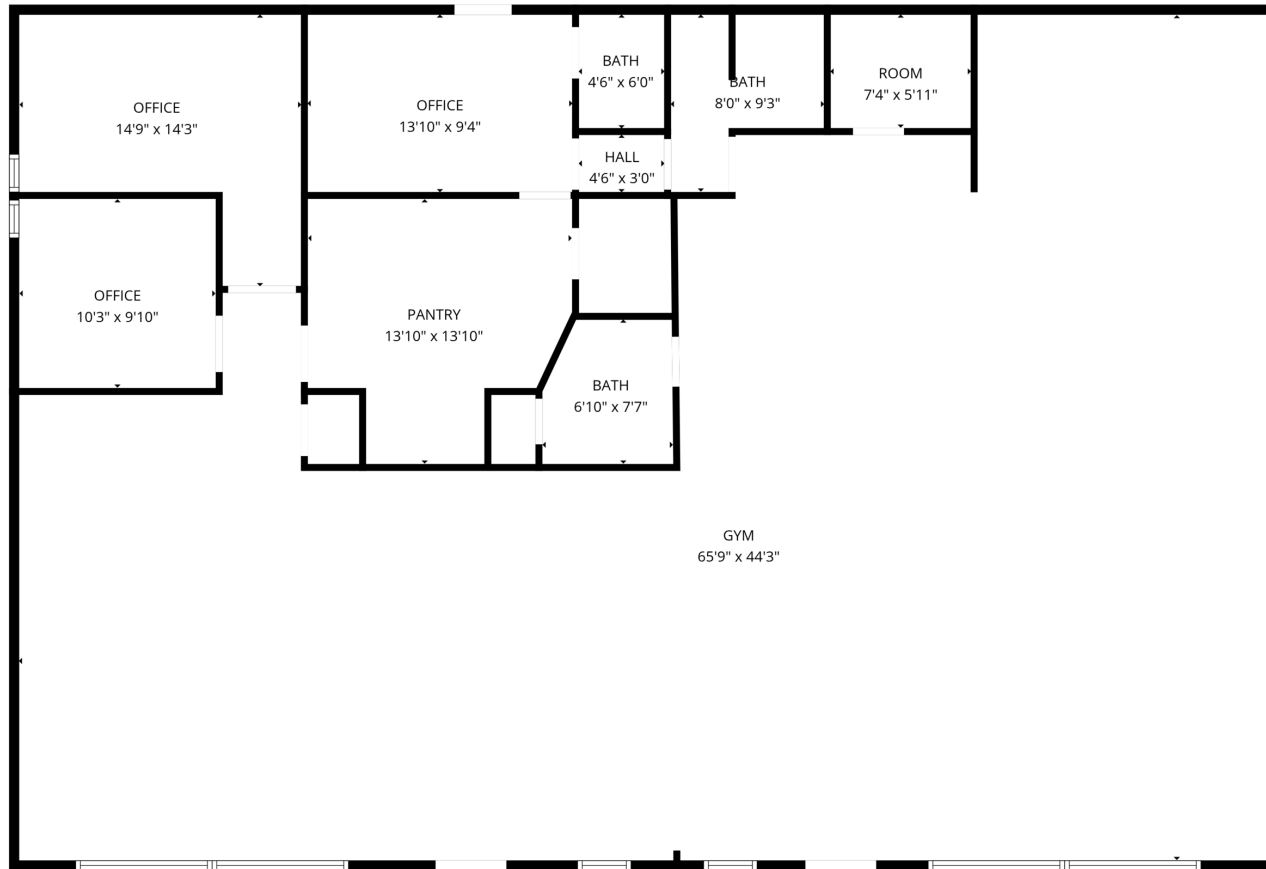 OFFICE
14'9" x 14'3"
OFFICE
13'10" x 9'4"
BATH
4'6" x 6'0"
BATH
8'0" x 9'3"
ROOM
7'4" x 5'11"
HALL
4'6" x 3'0"
OFFICE
10'3" x 9'10"
PANTRY
13'10" x 13'10"
BATH
6'10" x 7'7"
GYM
65'9" x 44'3"